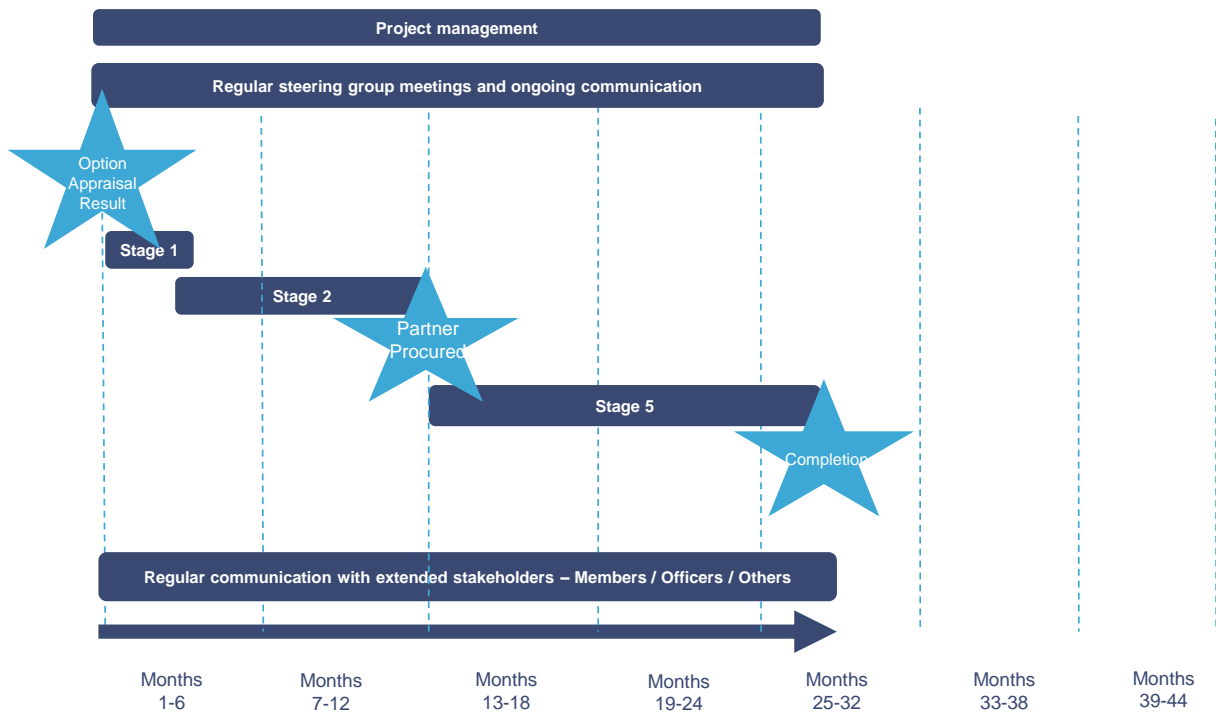 Project management
Regular steering group meetings and ongoing communication
Option
Appraisal
Result
Stage 1
Stage 2
Partner
Procured
Stage 5
Completion
Regular communication with extended stakeholders – Members / Officers / Others
Months
1-6
Months
7-12
Months
13-18
Months
19-24
Months
25-32
Months
33-38
Months
39-44